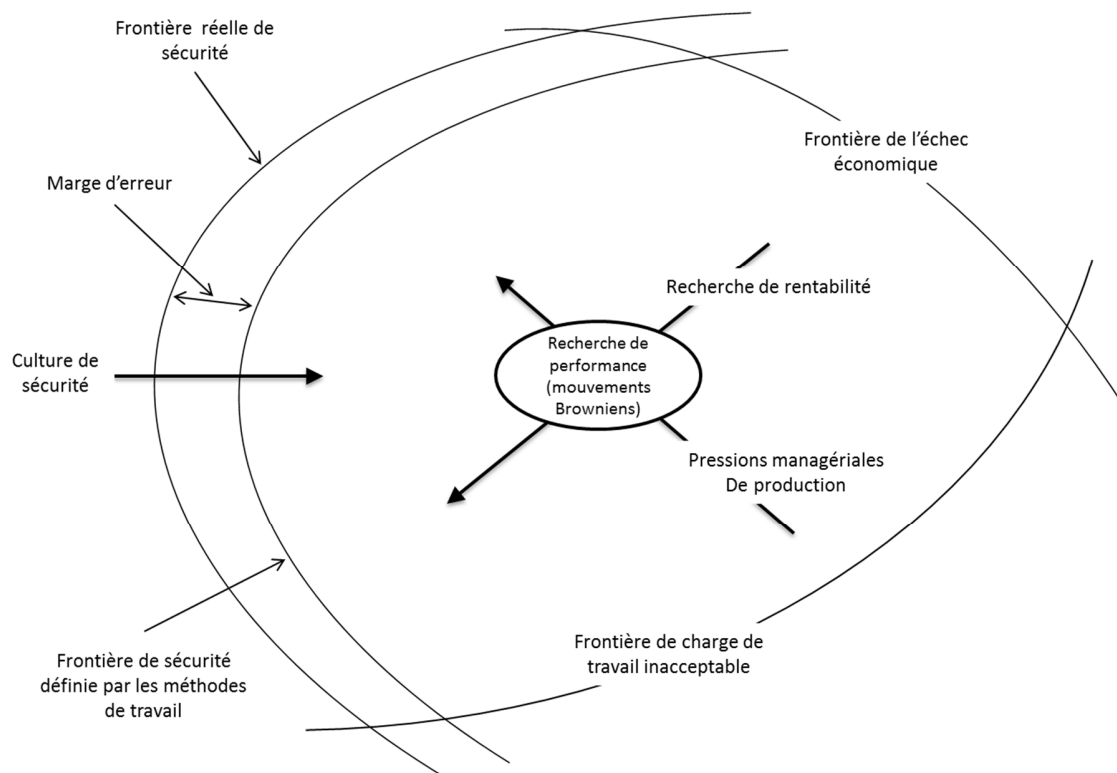 Frontière  réelle de
sécurité
Marge d’erreur
Culture de
sécurité
Frontière de sécurité
définie par les méthodes
de travail
Frontière de l’échec
économique
Recherche de rentabilité
Recherche de
performance
(mouvements
Browniens)
Pressions managériales
De production
Frontière de charge de
travail inacceptable